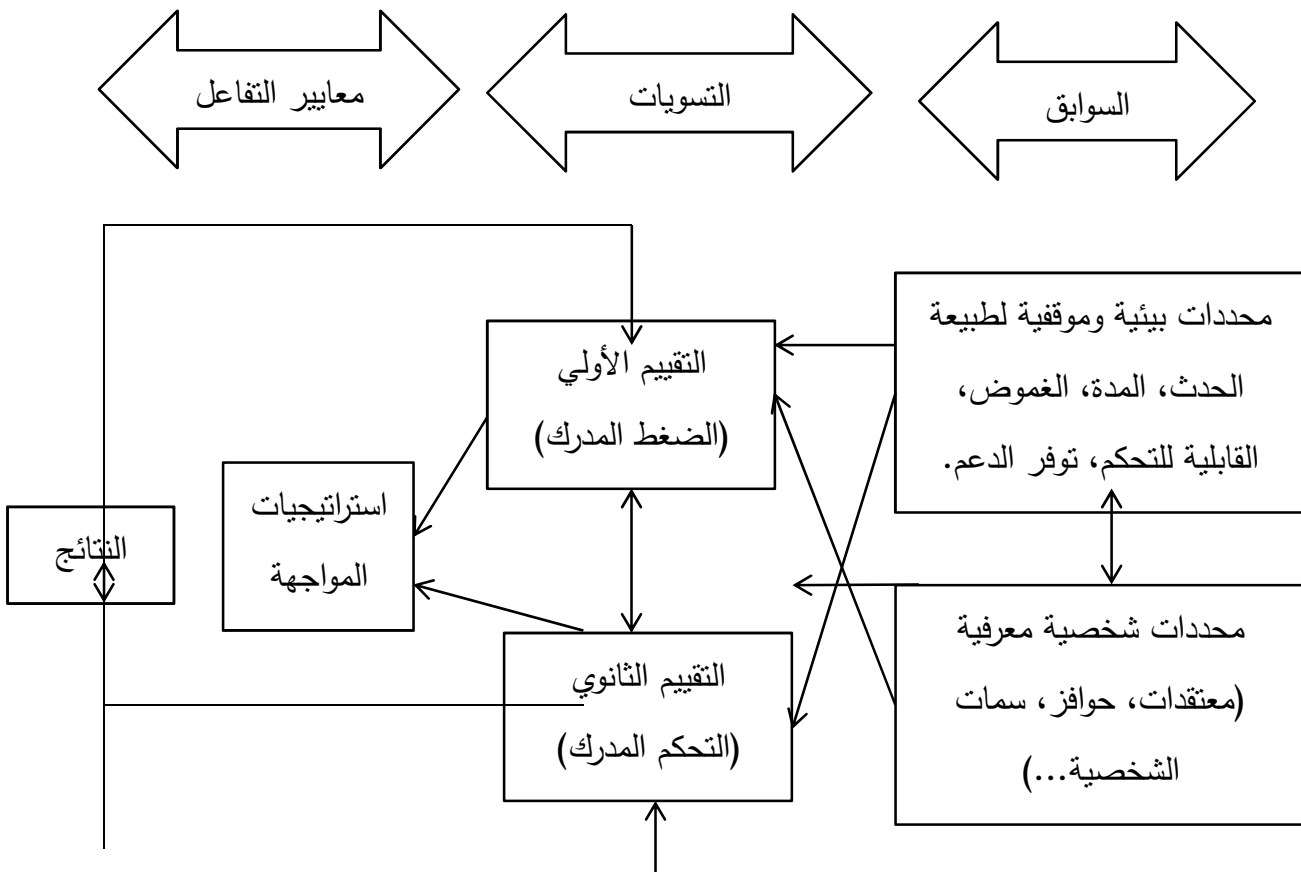 السوابق
التسويات
معايير التفاعل
محددات بيئية وموقفية لطبيعة
الحدث، المدة، الغموض،
القابلية للتحكم، توفر الدعم.
التقييم الأولي
(الضغط المدرك)
استراتيجيات
المواجهة
النتائج
محددات شخصية معرفية
(معتقدات، حوافز، سمات
الشخصية...)
التقييم الثانوي
(التحكم المدرك)